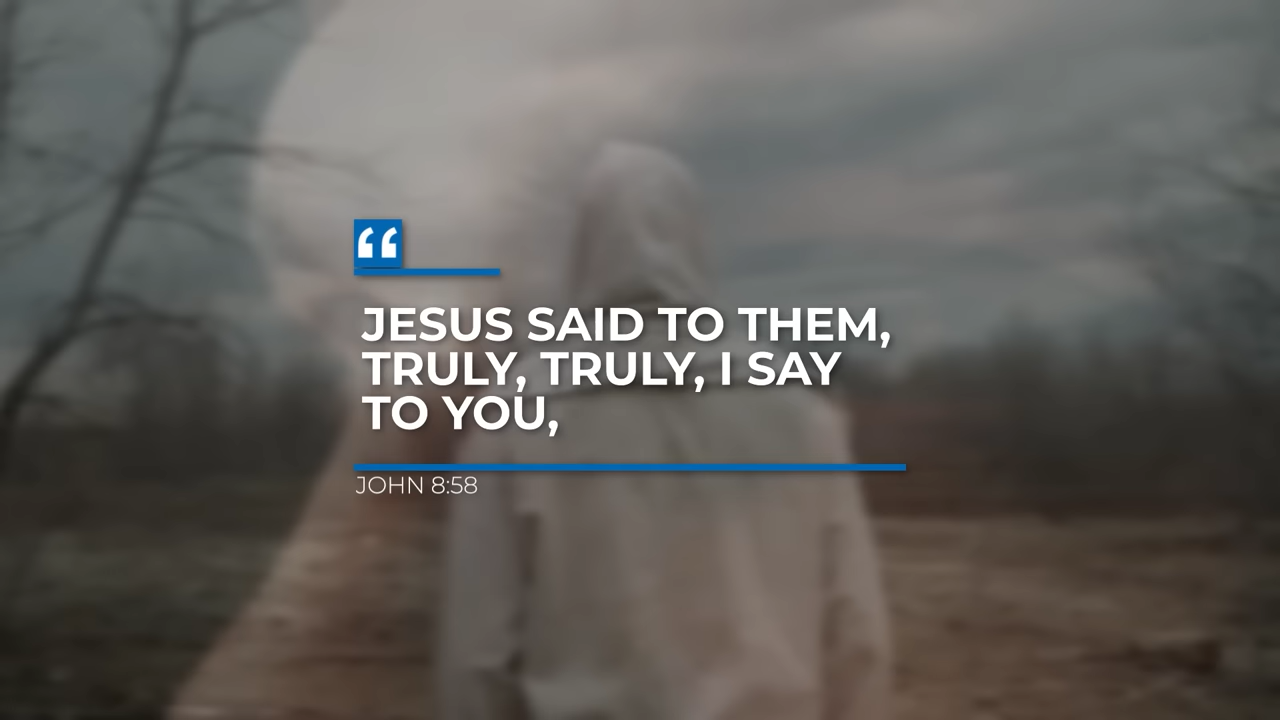 “
JESUS SAID TO THEM,
TRULY, TRULY, I SAY
TO YOU,
JOHN 8:58